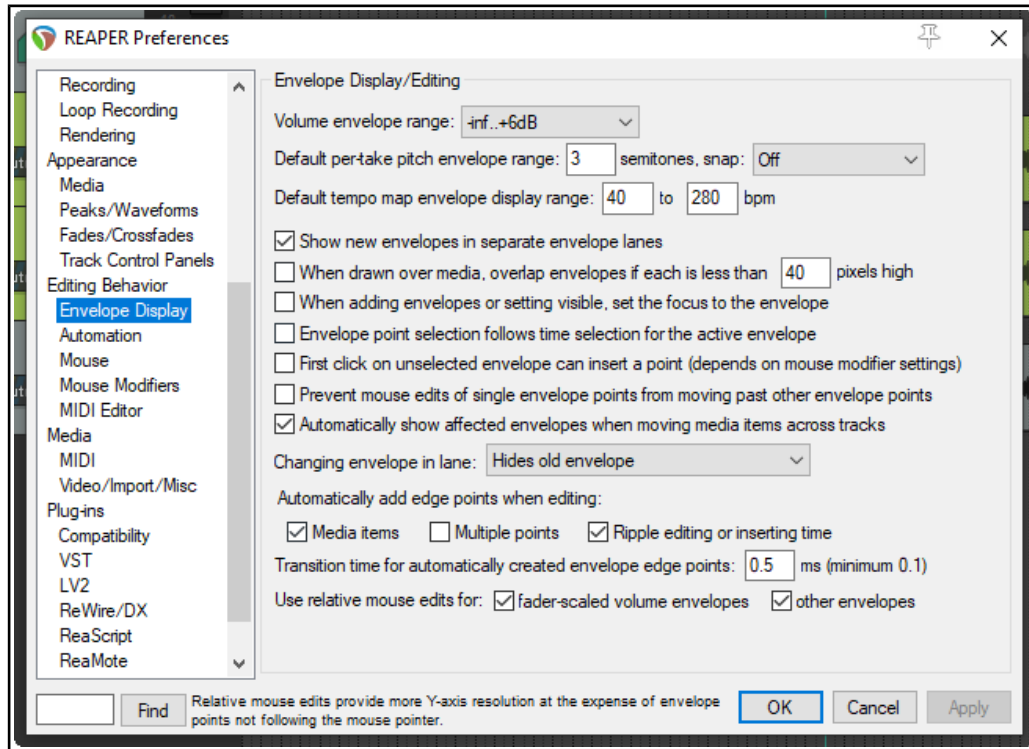 REAPER Preferences
Recording
Loop Recording
Rendering
Appearance
Media
Peaks/Waveforms
Fades/Crossfades
Track Control Panels
Editing Behavior
Envelope Display
Automation
Mouse
Mouse Modifiers
MIDI Editor
Media
MIDI
Video/Import/Misc
Plug-ins
Compatibility
VST
LV2
ReWire/DX
ReaScript
ReaMote
Envelope Display/Editing
Volume envelope range: -inf..+6dB
Default per-take pitch envelope range: 3 semitones, snap: Off
Default tempo map envelope display range: 40 to 280 bpm
Show new envelopes in separate envelope lanes
When drawn over media, overlap envelopes if each is less than 40 pixels high
When adding envelopes or setting visible, set the focus to the envelope
Envelope point selection follows time selection for the active envelope
First click on unselected envelope can insert a point (depends on mouse modifier settings)
Prevent mouse edits of single envelope points from moving past other envelope points
Automatically show affected envelopes when moving media items across tracks
Changing envelope in lane: Hides old envelope
Automatically add edge points when editing:
Media items Multiple points Ripple editing or inserting time
Transition time for automatically created envelope edge points: 0.5 ms (minimum 0.1)
Use relative mouse edits for: fader-scaled volume envelopes other envelopes
Find
Relative mouse edits provide more Y-axis resolution at the expense of envelope
points not following the mouse pointer.
OK Cancel Apply